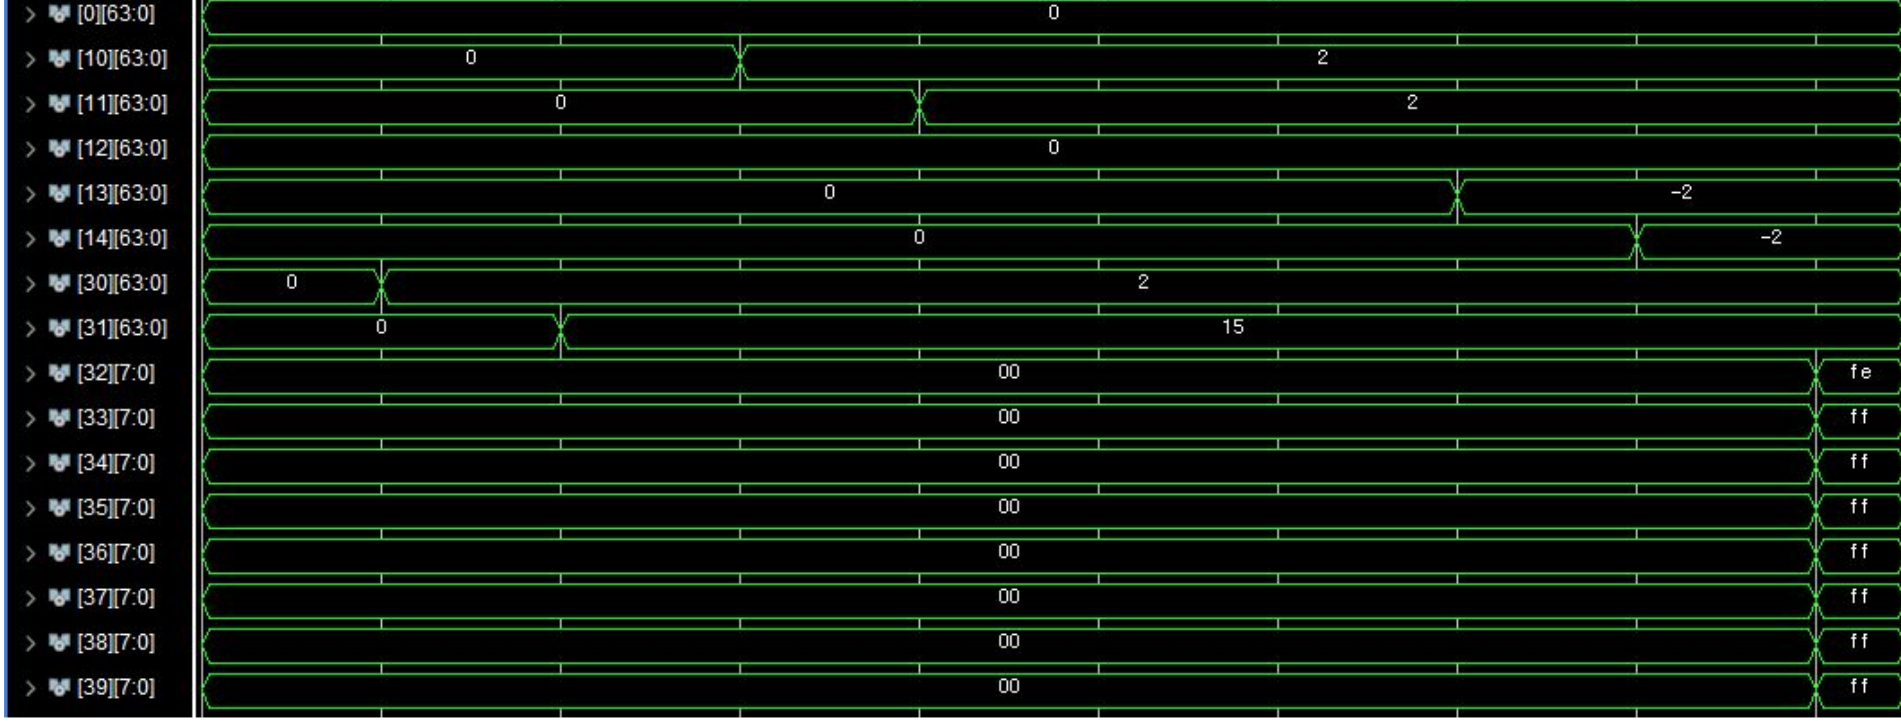 [0][63:0] 0
[10][63:0] 0 2
[11][63:0] 0 2
[12][63:0] 0
[13][63:0] 0 -2
[14][63:0] 0 -2
[30][63:0] 0 2
[31][63:0] 0 15
[32][7:0] 00 fe
[33][7:0] 00 ff
[34][7:0] 00 ff
[35][7:0] 00 ff
[36][7:0] 00 ff
[37][7:0] 00 ff
[38][7:0] 00 ff
[39][7:0] 00 ff